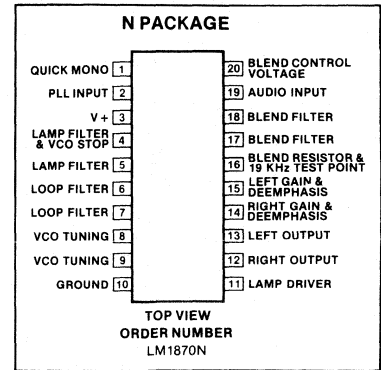 N PACKAGE
QUICK MONO 1
PLL INPUT 2
V + 3
LAMP FILTER
& VCO STOP 4
LAMP FILTER 5
LOOP FILTER 6
LOOP FILTER 7
VCO TUNING 8
VCO TUNING 9
GROUND 10
20 BLEND CONTROL
VOLTAGE
19 AUDIO INPUT
18 BLEND FILTER
17 BLEND FILTER
16 BLEND RESISTOR &
19 KHz TEST POINT
15 LEFT GAIN &
DEEMPHASIS
14 RIGHT GAIN &
DEEMPHASIS
13 LEFT OUTPUT
12 RIGHT OUTPUT
11 LAMP DRIVER
TOP VIEW
ORDER NUMBER
LM1870N